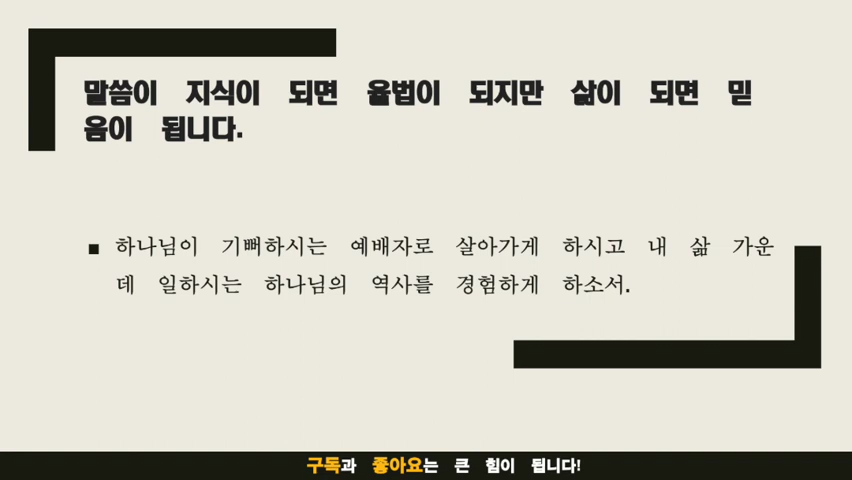 말씀이 지식이 되면 율법이 되지만 삶이 되면 믿
음이 됩니다.
■ 하나님이 기뻐하시는 예배자로 살아가게 하시고 내 삶 가운
데 일하시는 하나님의 역사를 경험하게 하소서.
구독과 좋아요는 큰 힘이 됩니다!